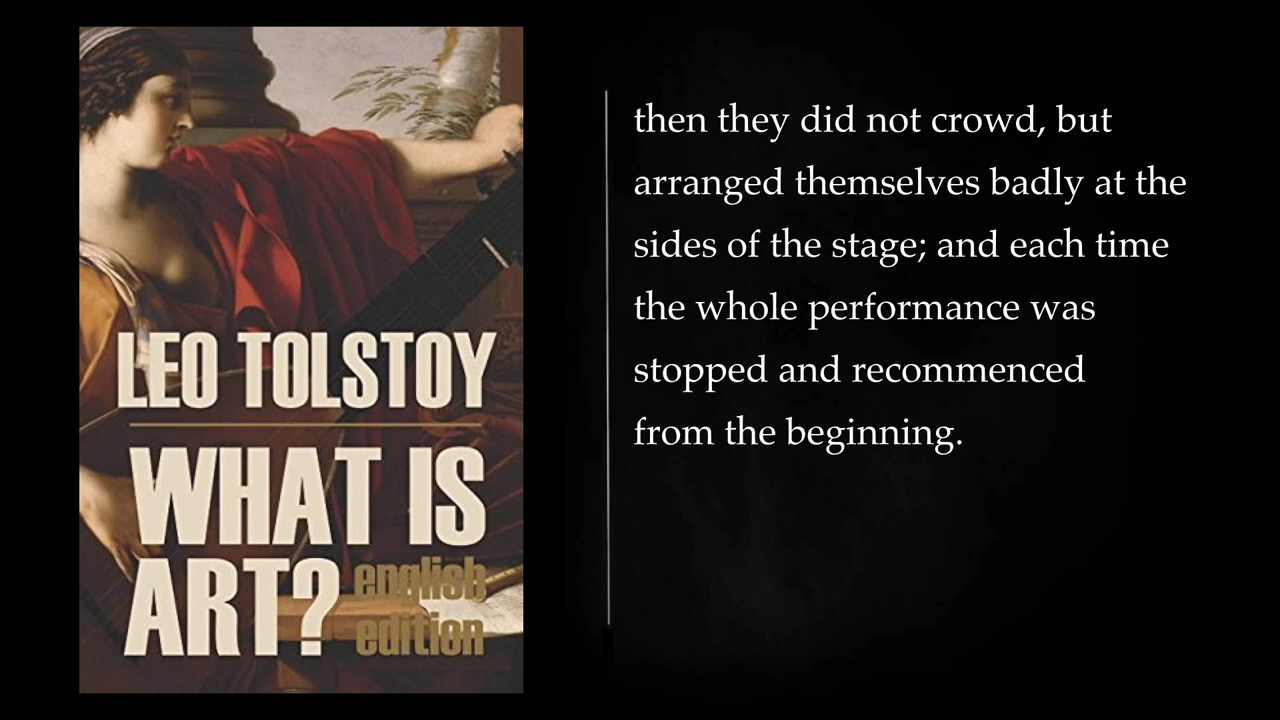 LEO TOLSTOY
WHAT IS
ART?
english
edition
then they did not crowd, but
arranged themselves badly at the
sides of the stage; and each time
the whole performance was
stopped and recommenced
from the beginning.